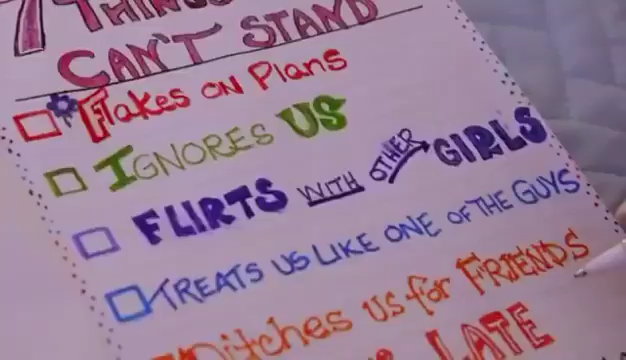 7 THINGS
CAN'T STAND
Flakes on Plans
IGNORES US
FLIRTS WITH OTHER GIRLS
TREATS US LIKE ONE OF THE GUYS
Ditches us for FRIENDS
LATE